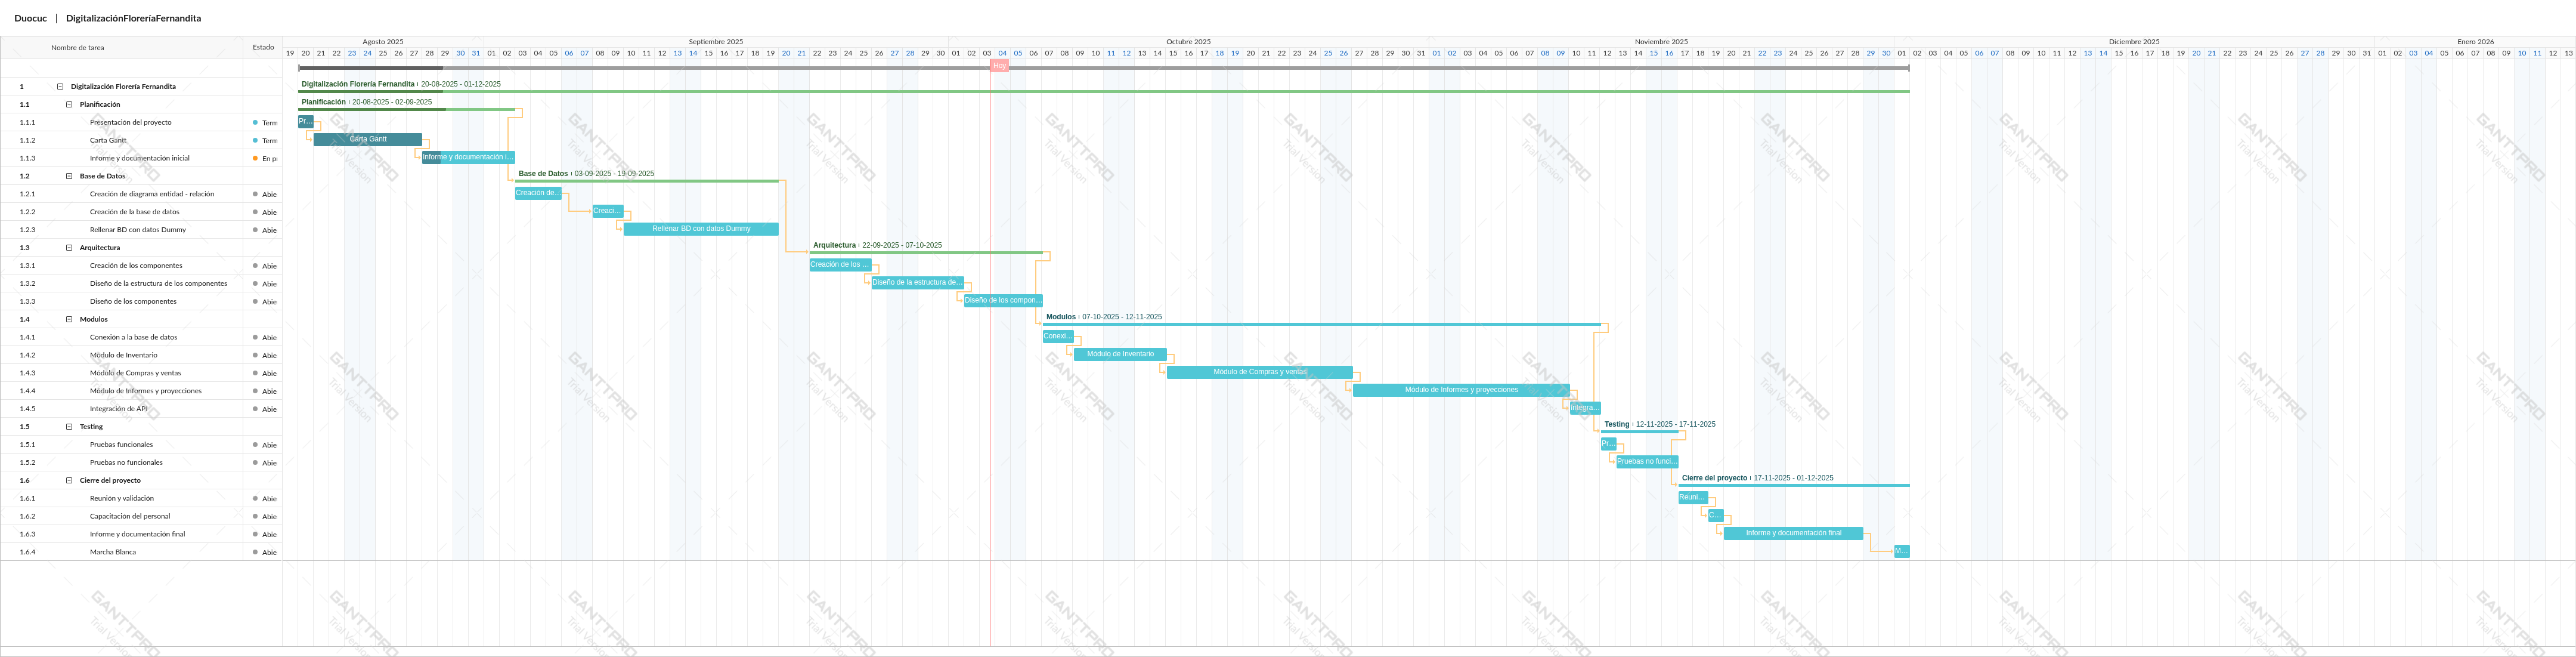 Duocuc | DigitalizaciónFloreríaFernandita
Nombre de tarea Estado
Agosto 2025 Septiembre 2025 Octubre 2025 Noviembre 2025 Diciembre 2025 Enero 2026
19 20 21 22 23 24 25 26 27 28 29 30 31 01 02 03 04 05 06 07 08 09 10 11 12 13 14 15 16 17 18 19 20 21 22 23 24 25 26 27 28 29 30 01 02 03 04 05 06 07 08 09 10 11 12 13 14 15 16 17 18 19 20 21 22 23 24 25 26 27 28 29 30 31 01 02 03 04 05 06 07 08 09 10 11 12 13 14 15 16 17 18 19 20 21 22 23 24 25 26 27 28 29 30 01 02 03 04 05 06 07 08 09 10 11 12 13 14 15 16 17 18 19 20 21 22 23 24 25 26 27 28 29 30 31 01 02 03 04 05 06 07 08 09 10 11 12 13
Hoy
1 Digitalización Florería Fernandita Digitalización Florería Fernandita 20-08-2025 - 01-12-2025
1.1 Planificación Planificación 20-08-2025 - 02-09-2025
1.1.1 Presentación del proyecto Term Pr...
1.1.2 Carta Gantt Term Carta Gantt
1.1.3 Informe y documentación inicial En p Informe y documentación i...
1.2 Base de Datos Base de Datos 03-09-2025 - 19-09-2025
1.2.1 Creación de diagrama entidad - relación Abie Creación de...
1.2.2 Creación de la base de datos Abie Creaci...
1.2.3 Rellenar BD con datos Dummy Abie Rellenar BD con datos Dummy
1.3 Arquitectura Arquitectura 22-09-2025 - 07-10-2025
1.3.1 Creación de los componentes Abie Creación de los ...
1.3.2 Diseño de la estructura de los componentes Abie Diseño de la estructura de...
1.3.3 Diseño de los componentes Abie Diseño de los compon...
1.4 Modulos Modulos 07-10-2025 - 12-11-2025
1.4.1 Conexión a la base de datos Abie Conexi...
1.4.2 Módulo de Inventario Abie Módulo de Inventario
1.4.3 Módulo de Compras y ventas Abie Módulo de Compras y ventas
1.4.4 Módulo de Informes y proyecciones Abie Módulo de Informes y proyecciones
1.4.5 Integración de API Abie Integra...
1.5 Testing Testing 12-11-2025 - 17-11-2025
1.5.1 Pruebas funcionales Abie Pr...
1.5.2 Pruebas no funcionales Abie Pruebas no funci...
1.6 Cierre del proyecto Cierre del proyecto 17-11-2025 - 01-12-2025
1.6.1 Reunión y validación Abie Reuni...
1.6.2 Capacitación del personal Abie C...
1.6.3 Informe y documentación final Abie Informe y documentación final
1.6.4 Marcha Blanca Abie M...
GANTTPRO
Trial Version